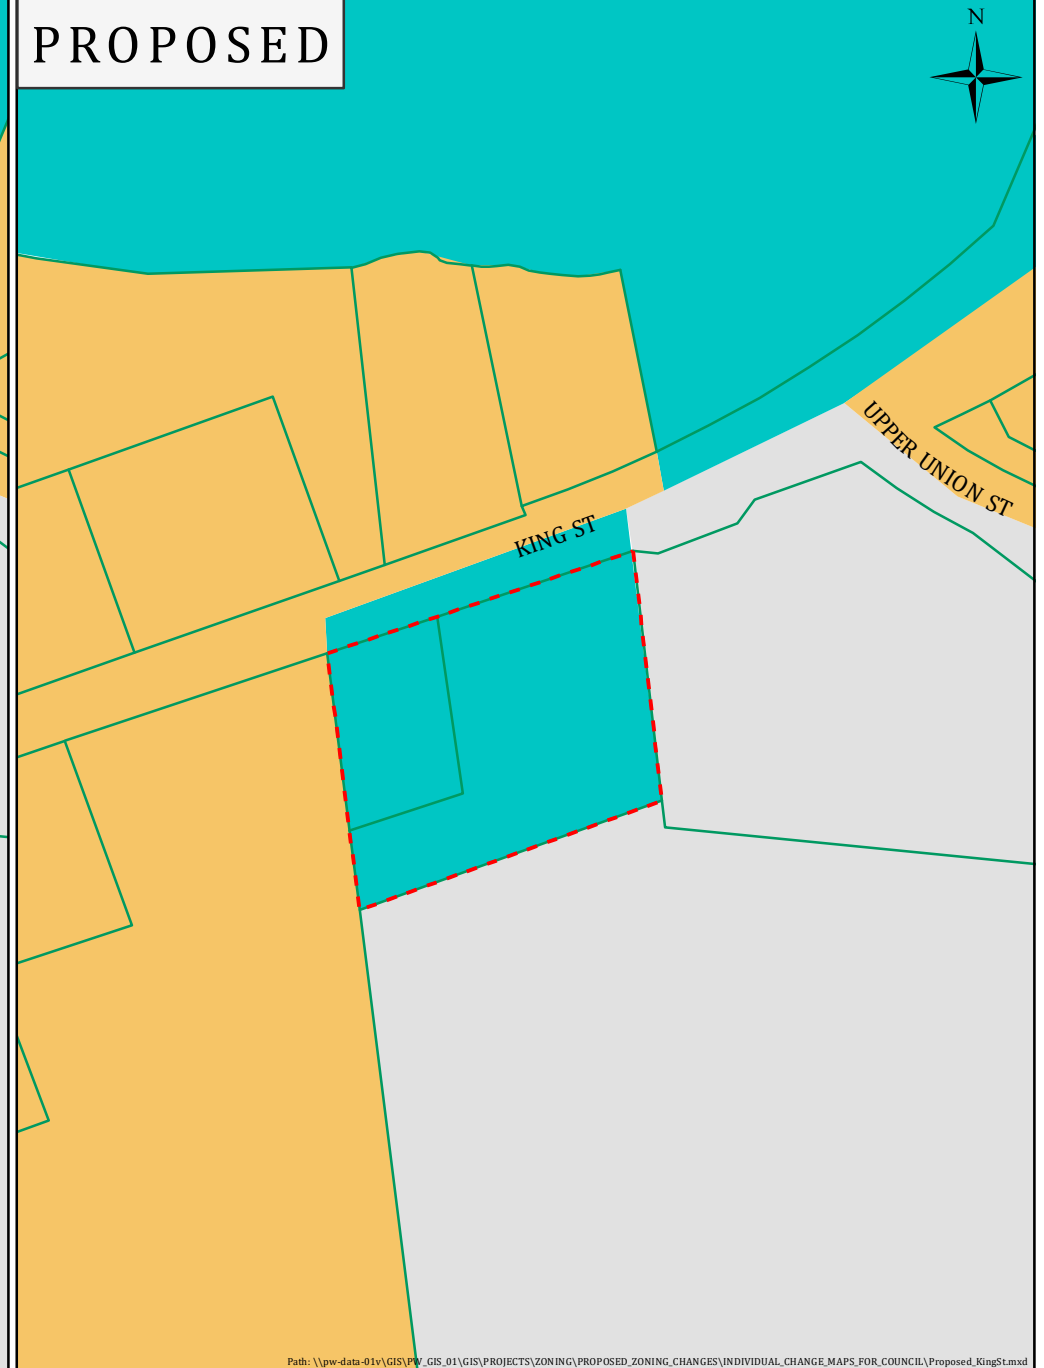 PROPOSED
N
UPPER UNION ST
KING ST
Path: \\pw-data-01v\GIS\PW_GIS_01\GIS\PROJECTS\ZONING\PROPOSED_ZONING_CHANGES\INDIVIDUAL_CHANGE_MAPS_FOR_COUNCIL\Proposed_KingSt.mxd